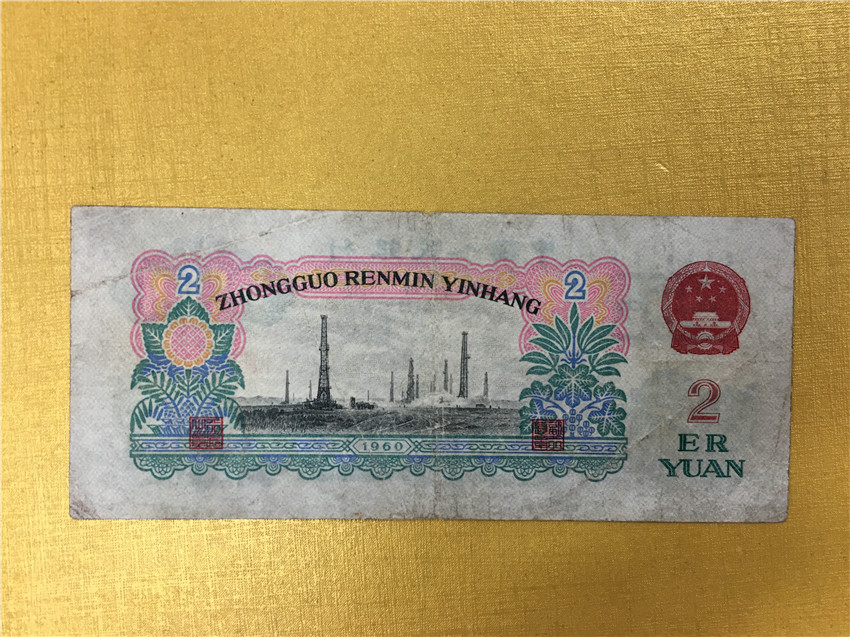 ZHONGGUO RENMIN YINHANG
2
2
1960
2
ER
YUAN